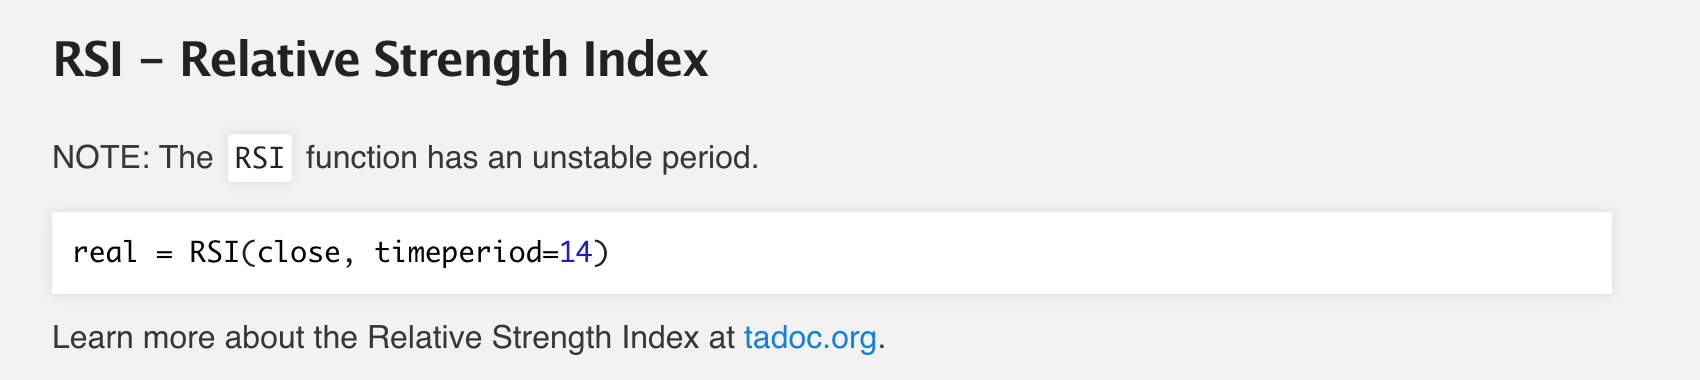 RSI – Relative Strength Index
NOTE: The RSI function has an unstable period.
real = RSI(close, timeperiod=14)
Learn more about the Relative Strength Index at tadoc.org.